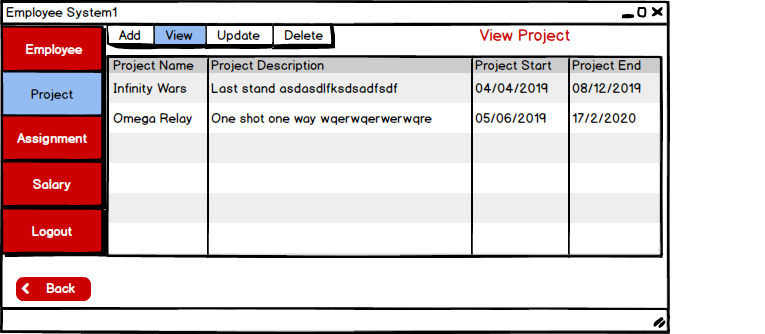 Employee System1
Add View Update Delete
View Project
Employee
Project
Assignment
Salary
Logout
Project Name Project Description Project Start Project End
Infinity Wars Last stand asdasdlfksdsadfsdf 04/04/2019 08/12/2019
Omega Relay One shot one way wqerwqerwerwqre 05/06/2019 17/2/2020
Back